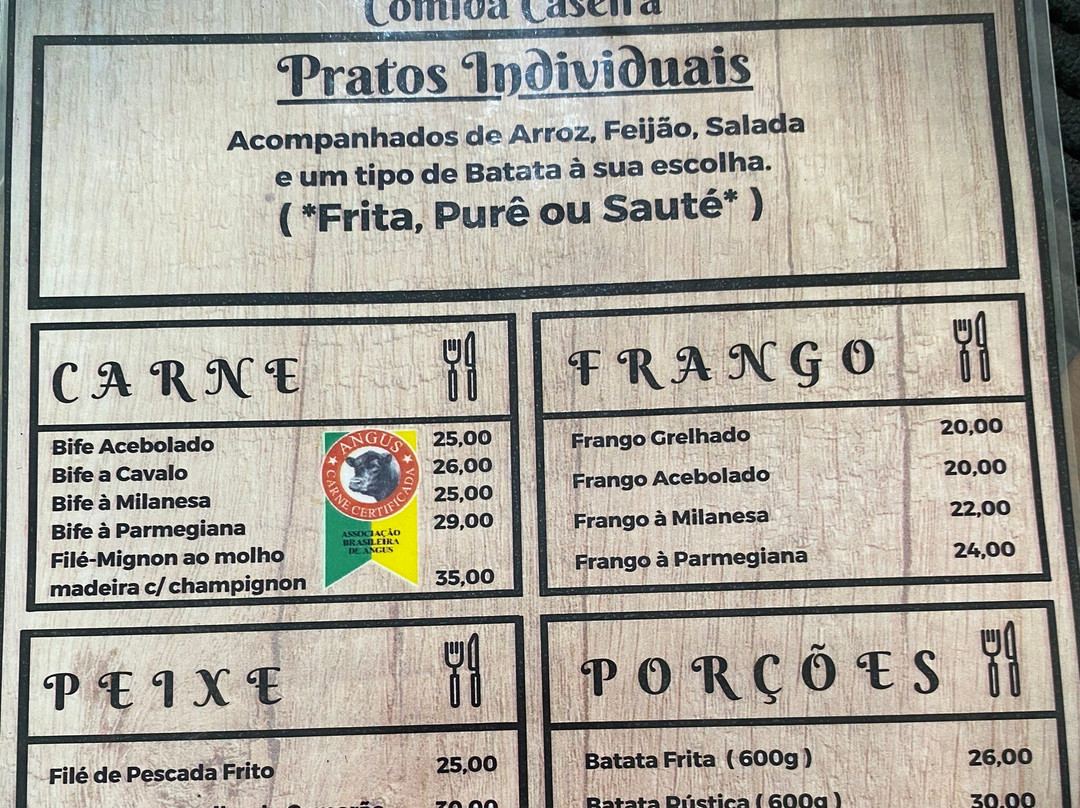 Comida Caseira
Pratos Individuais
Acompanhados de Arroz, Feijão, Salada
e um tipo de Batata à sua escolha.
( *Frita, Purê ou Sauté* )
CARNE
Bife Acebolado 25,00
Bife a Cavalo 26,00
Bife à Milanesa 25,00
Bife à Parmegiana 29,00
Filé-Mignon ao molho
madeira c/ champignon 35,00
ANGUS
CARNE CERTIFICADA
ASSOCIAÇÃO
BRASILEIRA
DE ANGUS
FRANGO
Frango Grelhado 20,00
Frango Acebolado 20,00
Frango à Milanesa 22,00
Frango à Parmegiana 24,00
PEIXE
Filé de Pescada Frito 25,00
PORÇÕES
Batata Frita ( 600g ) 26,00
Batata Rústica ( 600g ) 30,00